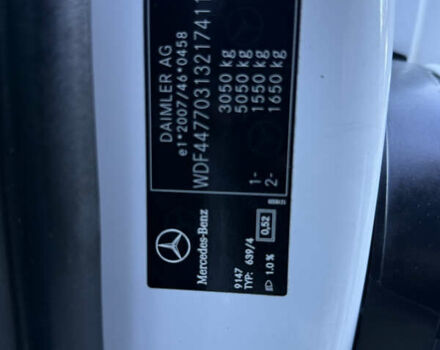 DAIMLER AG
e1*2007/46*0458
WDF44770313217411
3050 kg
5050 kg
1- 1550 kg
2- 1650 kg
Mercedes-Benz
9147
TYP: 639/4
0,52
1.0 %